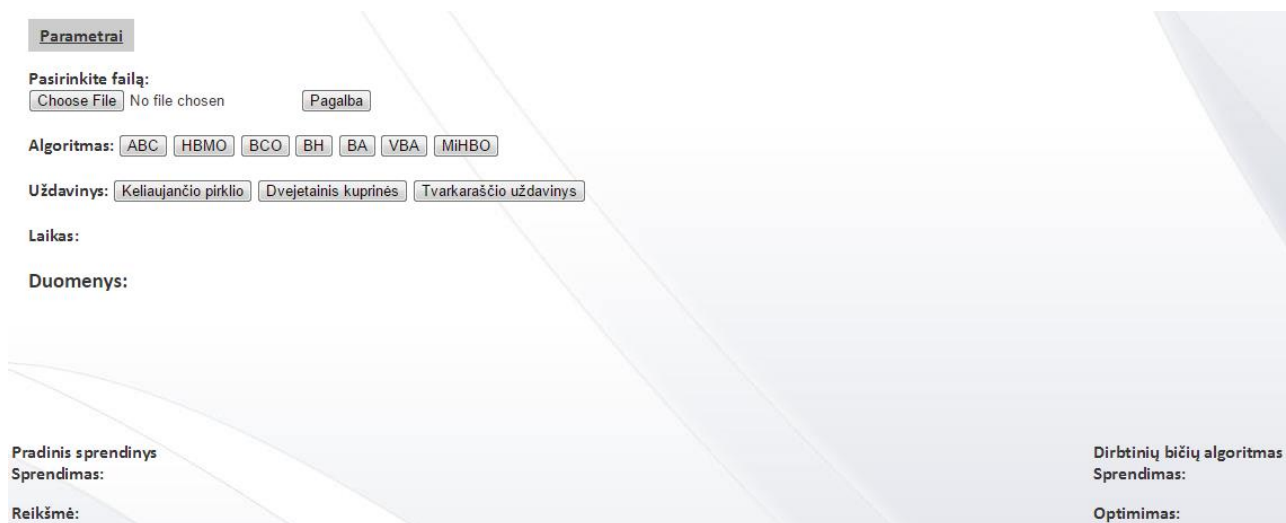 Parametrai
Pasirinkite failą:
Choose File No file chosen Pagalba
Algoritmas: ABC HBMO BCO BH BA VBA MiHBO
Uždavinys: Keliaujančio pirklio Dvejetainis kuprinės Tvarkaraščio uždavinys
Laikas:
Duomenys:
Pradinis sprendinys
Sprendimas:
Reikšmė:
Dirbtinių bičių algoritmas
Sprendimas:
Optimimas: